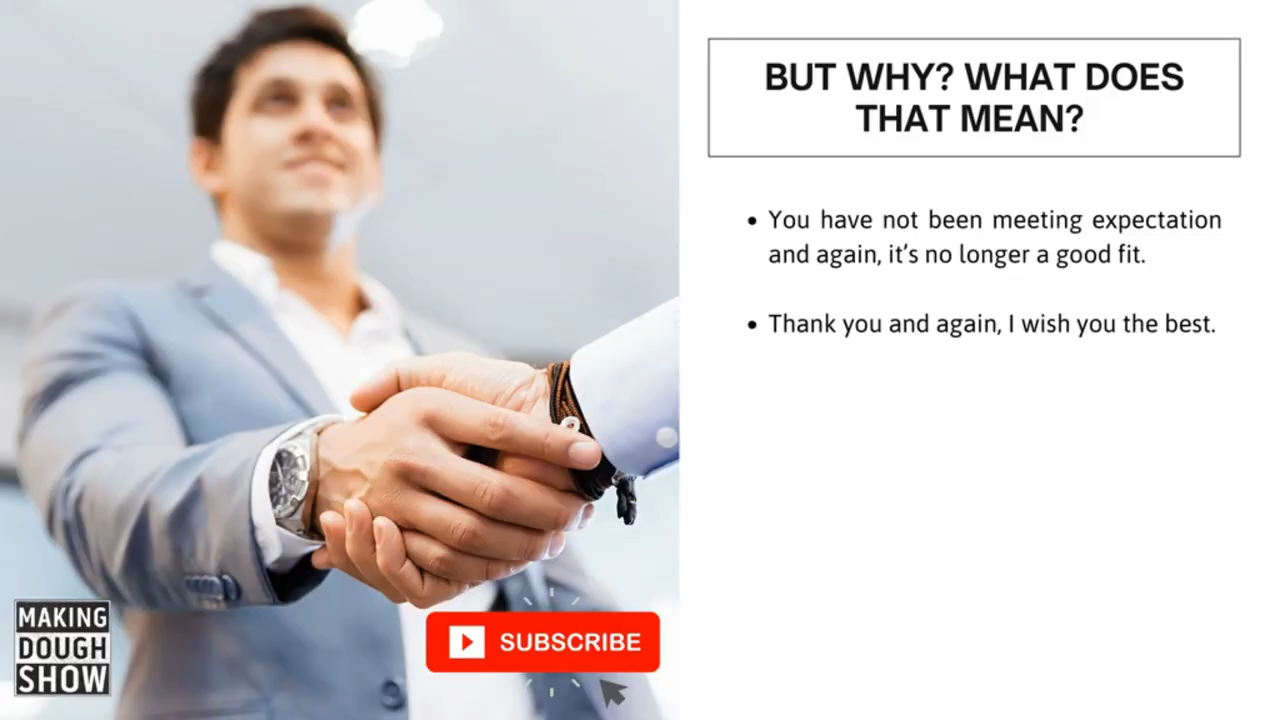 BUT WHY? WHAT DOES
THAT MEAN?
• You have not been meeting expectation
and again, it's no longer a good fit.
• Thank you and again, I wish you the best.
MAKING
DOUGH
SHOW
SUBSCRIBE